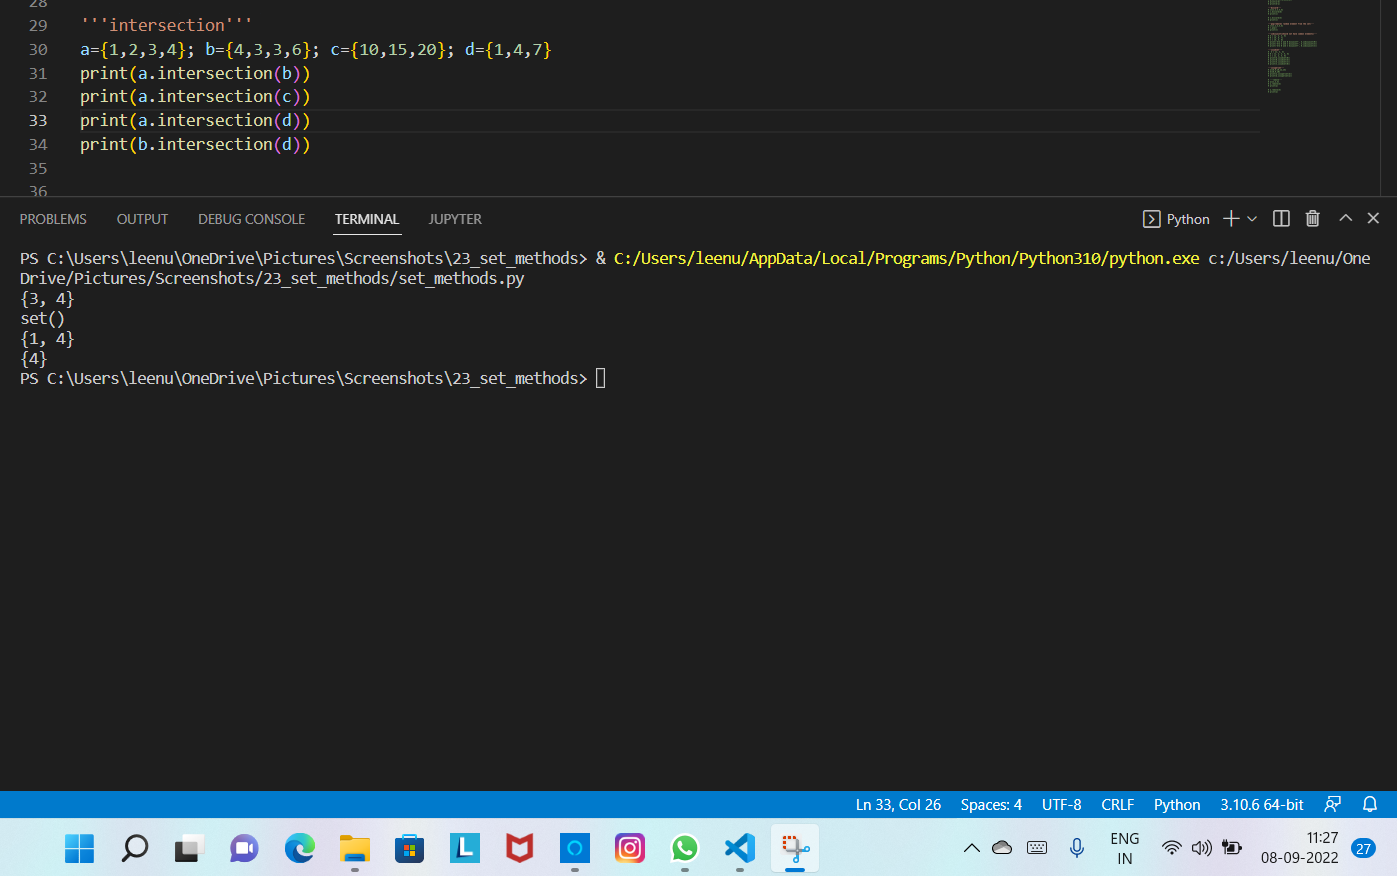 28
29 '''intersection'''
30 a={1,2,3,4}; b={4,3,3,6}; c={10,15,20}; d={1,4,7}
31 print(a.intersection(b))
32 print(a.intersection(c))
33 print(a.intersection(d))
34 print(b.intersection(d))
35
36
PROBLEMS OUTPUT DEBUG CONSOLE TERMINAL JUPYTER Python
PS C:\Users\leenu\OneDrive\Pictures\Screenshots\23_set_methods> & C:/Users/leenu/AppData/Local/Programs/Python/Python310/python.exe c:/Users/leenu/One
Drive/Pictures/Screenshots/23_set_methods/set_methods.py
{3, 4}
set()
{1, 4}
{4}
PS C:\Users\leenu\OneDrive\Pictures\Screenshots\23_set_methods>
Ln 33, Col 26 Spaces: 4 UTF-8 CRLF Python 3.10.6 64-bit
L
ENG
IN
11:27
08-09-2022
27